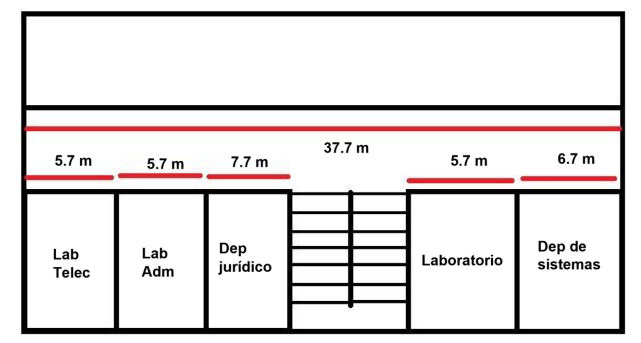 37.7 m
5.7 m
5.7 m
7.7 m
5.7 m
6.7 m
Lab
Telec
Lab
Adm
Dep
jurídico
Laboratorio
Dep de
sistemas